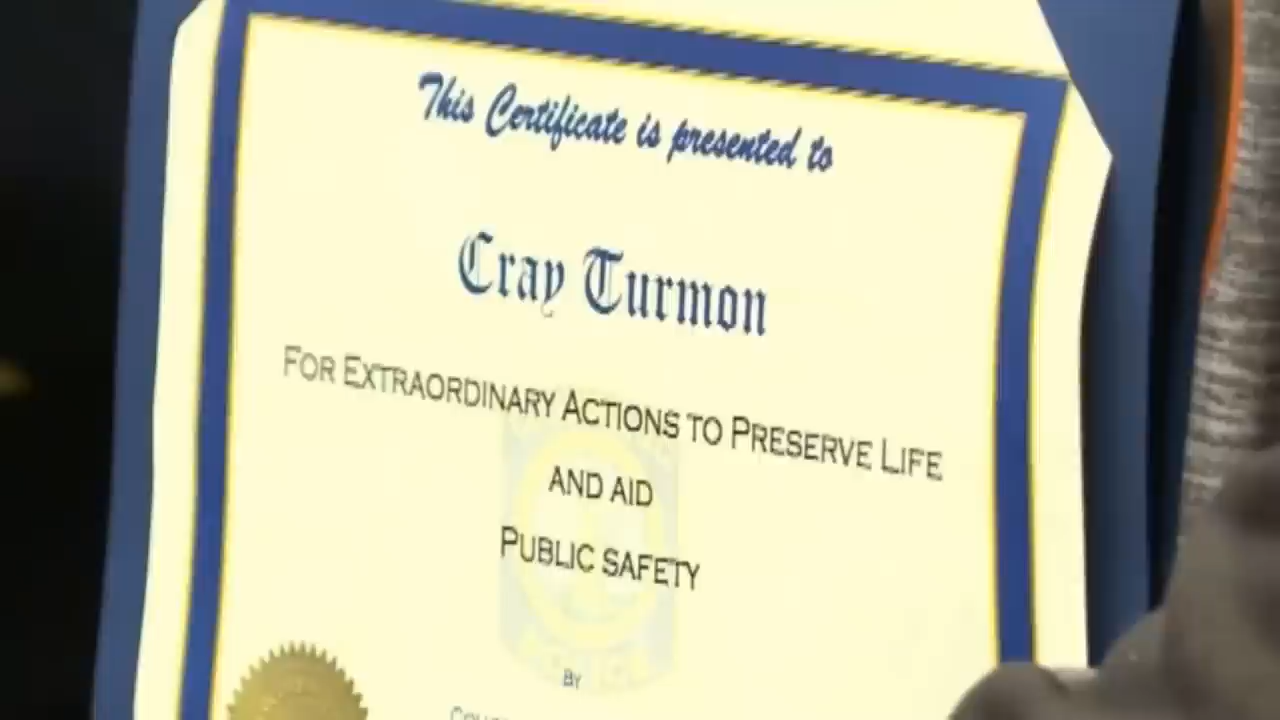 This Certificate is presented to
Cray Turmon
FOR EXTRAORDINARY ACTIONS TO PRESERVE LIFE
AND AID
PUBLIC SAFETY
BY